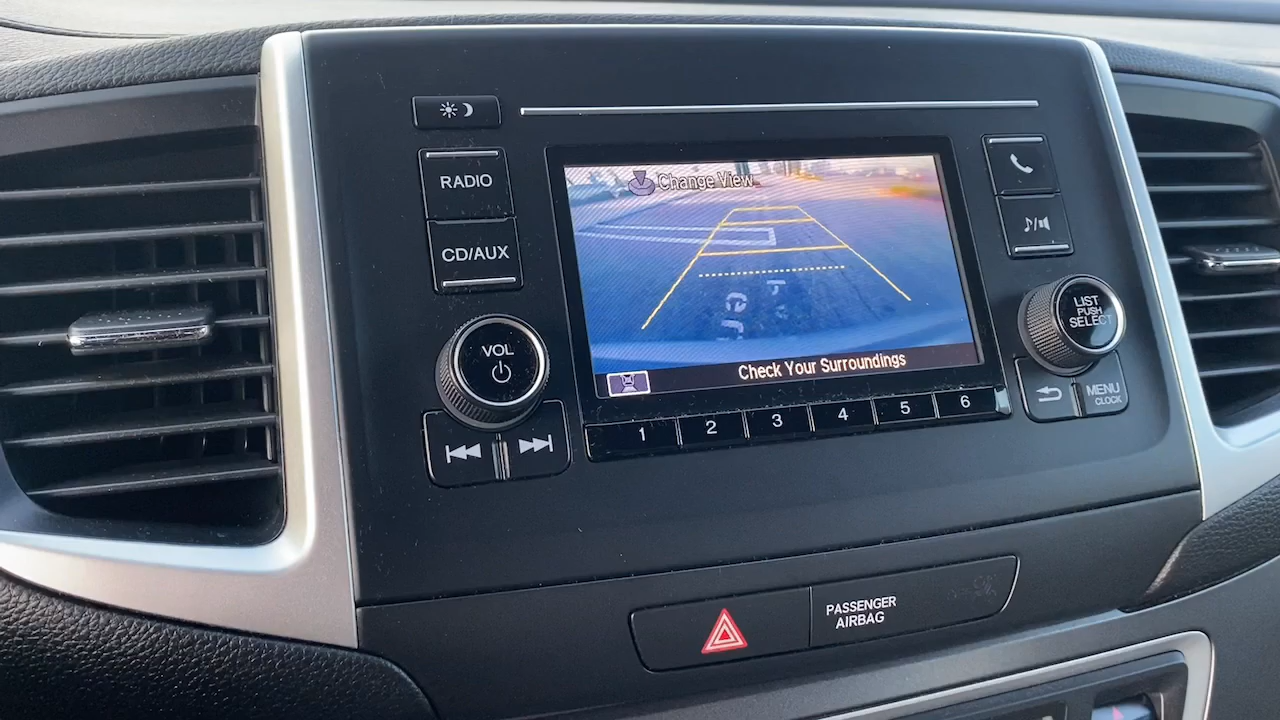 RADIO
CD/AUX
VOL
Change View
Check Your Surroundings
1 2 3 4 5 6
LIST
PUSH
SELECT
MENU
CLOCK
PASSENGER
AIRBAG